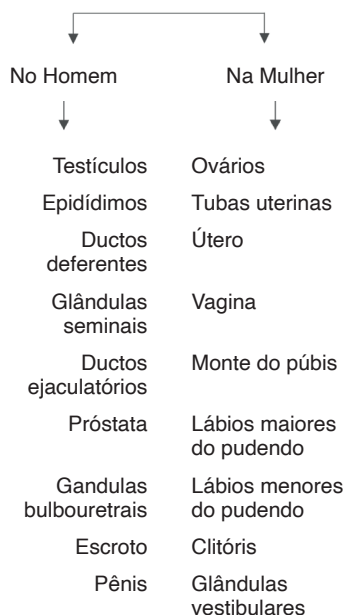 No Homem
Na Mulher
Testículos
Ovários
Epidídimos
Tubas uterinas
Ductos
deferentes
Útero
Glândulas
seminais
Vagina
Ductos
ejaculatórios
Monte do púbis
Próstata
Lábios maiores
do pudendo
Gandulas
bulbouretrais
Lábios menores
do pudendo
Escroto
Clitóris
Pênis
Glândulas
vestibulares